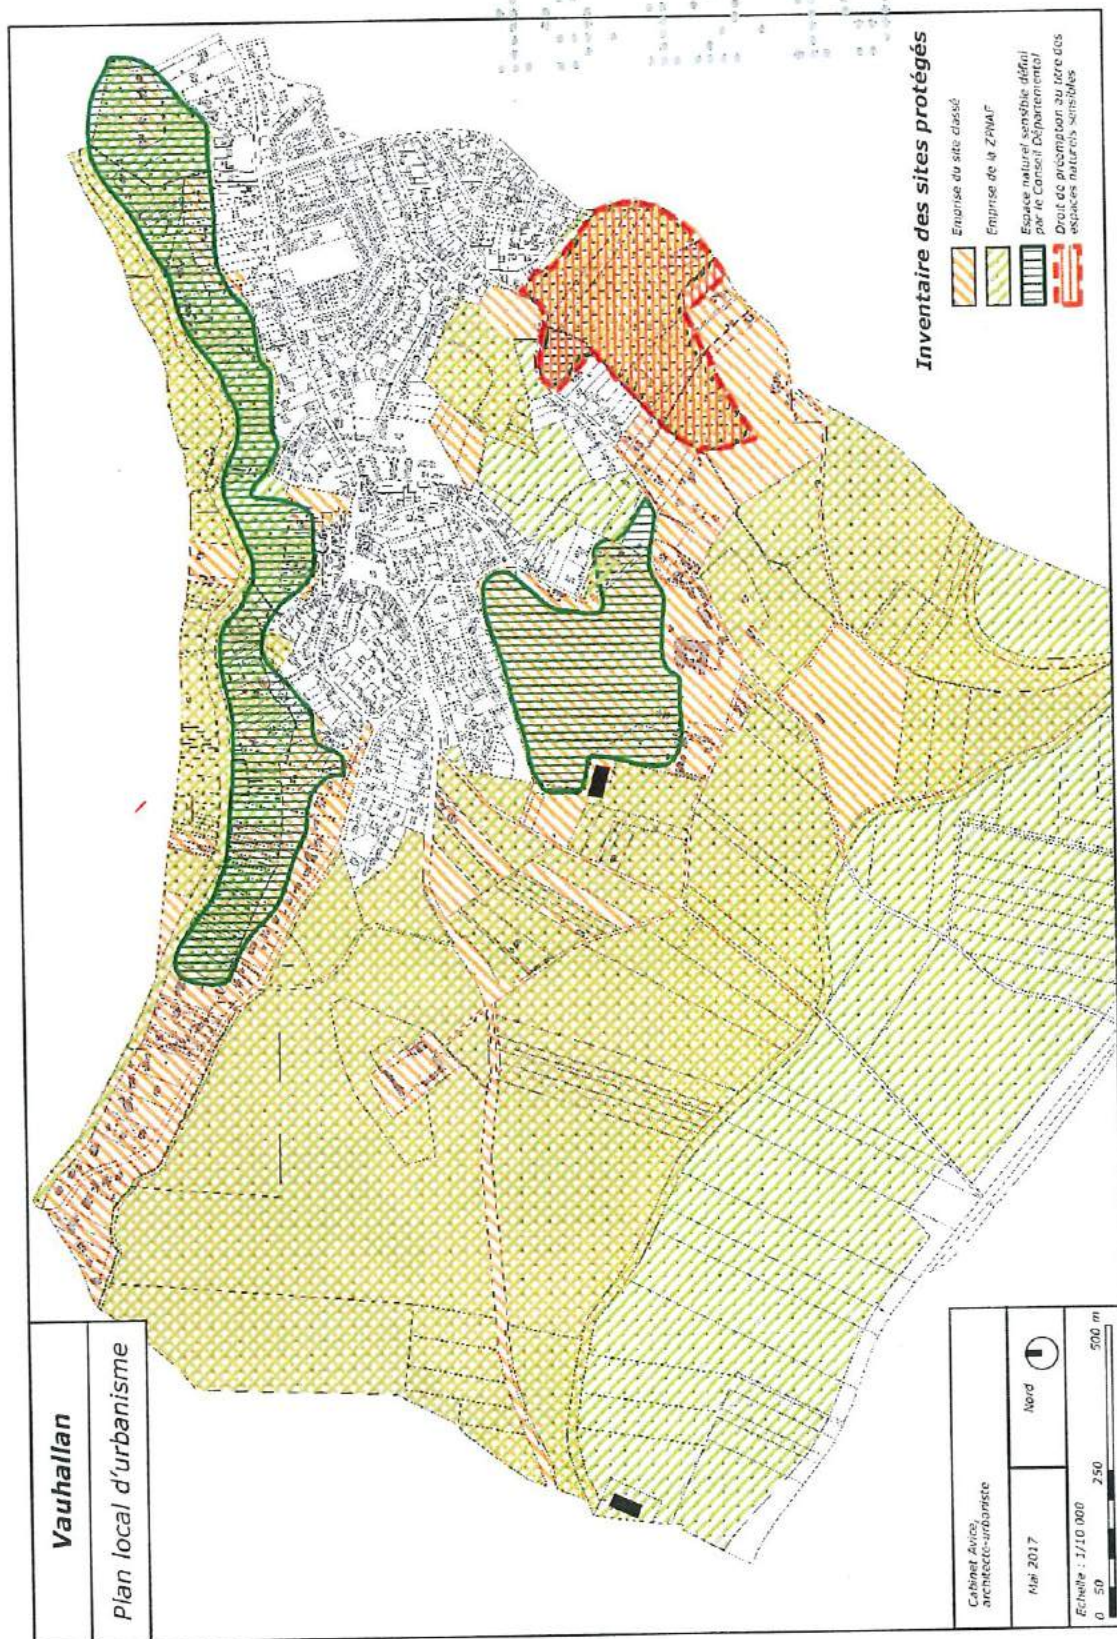 Vauhallan
Plan local d'urbanisme
Inventaire des sites protégés
Emprise du site classé
Emprise de la ZPNAF
Espace naturel sensible défini
par le Conseil Départemental
Droit de préemption au titre des
espaces naturels sensibles
Cabinet Avice,
architecte-urbaniste
Mai 2017
Nord
Echelle : 1/10 000
0 50 250 500 m